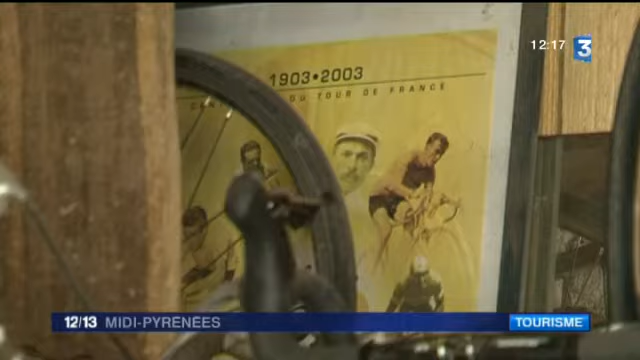 12:17 3
1903•2003
DU TOUR DE FRANCE
12/13 MIDI-PYRÉNÉES TOURISME